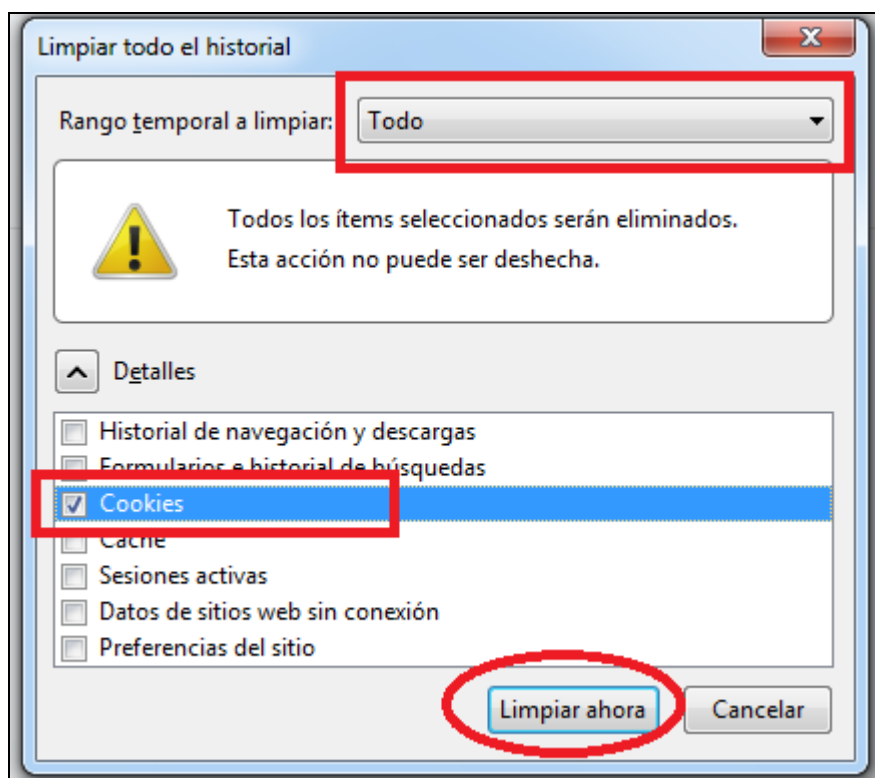 Limpiar todo el historial
Rango temporal a limpiar: Todo
Todos los ítems seleccionados serán eliminados.
Esta acción no puede ser deshecha.
Detalles
Historial de navegación y descargas
Formularios e historial de búsquedas
Cookies
Caché
Sesiones activas
Datos de sitios web sin conexión
Preferencias del sitio
Limpiar ahora Cancelar